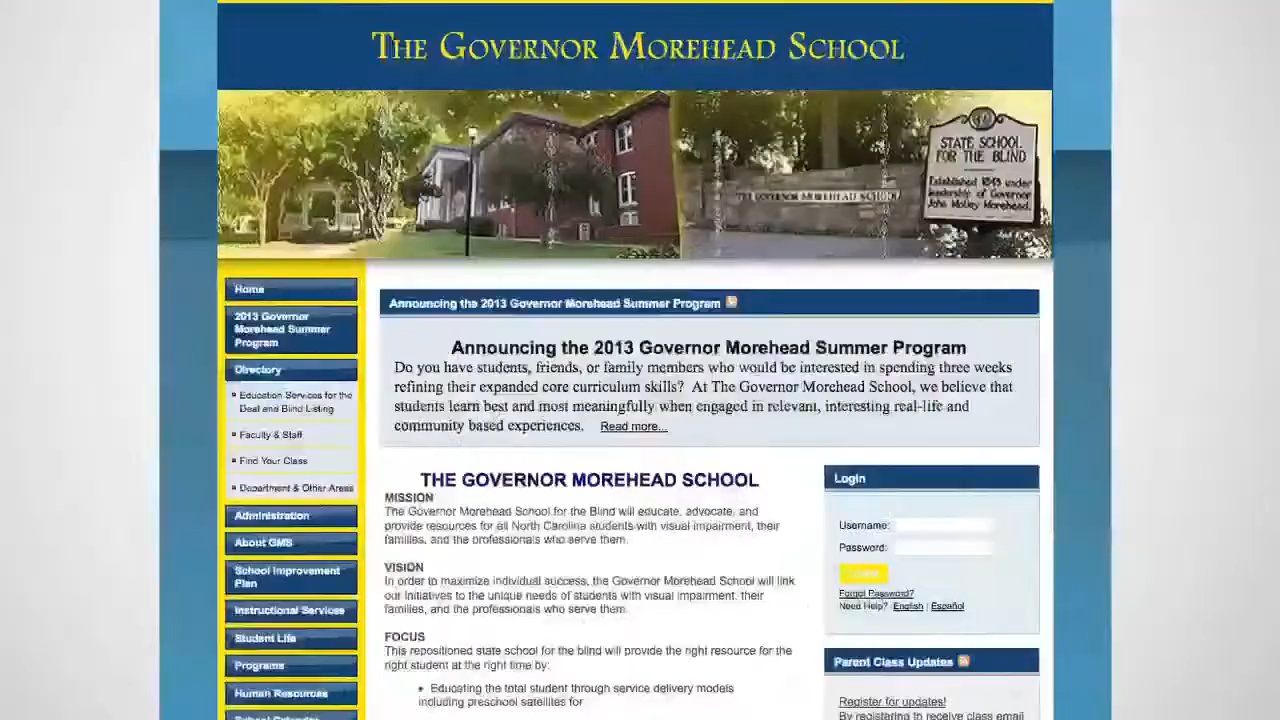 THE GOVERNOR MOREHEAD SCHOOL
STATE SCHOOL
FOR THE BLIND
Established 1845 under
leadership of Governor
John Motley Morehead.
THE GOVERNOR MOREHEAD SCHOOL
Home
2013 Governor
Morehead Summer
Program
Directory
Education Services for the
Deaf and Blind Listing
Faculty & Staff
Find Your Class
Department & Other Areas
Administration
About GMS
School Improvement
Plan
Instructional Services
Student Life
Programs
Human Resources
School Calendar
Announcing the 2013 Governor Morehead Summer Program
Announcing the 2013 Governor Morehead Summer Program
Do you have students, friends, or family members who would be interested in spending three weeks
refining their expanded core curriculum skills? At The Governor Morehead School, we believe that
students learn best and most meaningfully when engaged in relevant, interesting real-life and
community based experiences. Read more...
THE GOVERNOR MOREHEAD SCHOOL
MISSION
The Governor Morehead School for the Blind will educate, advocate, and
provide resources for all North Carolina students with visual impairment, their
families, and the professionals who serve them.
VISION
In order to maximize individual success, the Governor Morehead School will link
our initiatives to the unique needs of students with visual impairment, their
families, and the professionals who serve them.
FOCUS
This repositioned state school for the blind will provide the right resource for the
right student at the right time by:
• Educating the total student through service delivery models
including preschool satellites for
Login
Username:
Password:
Forgot Password?
Need Help? English | Español
Parent Class Updates
Register for updates!
By registering to receive class email